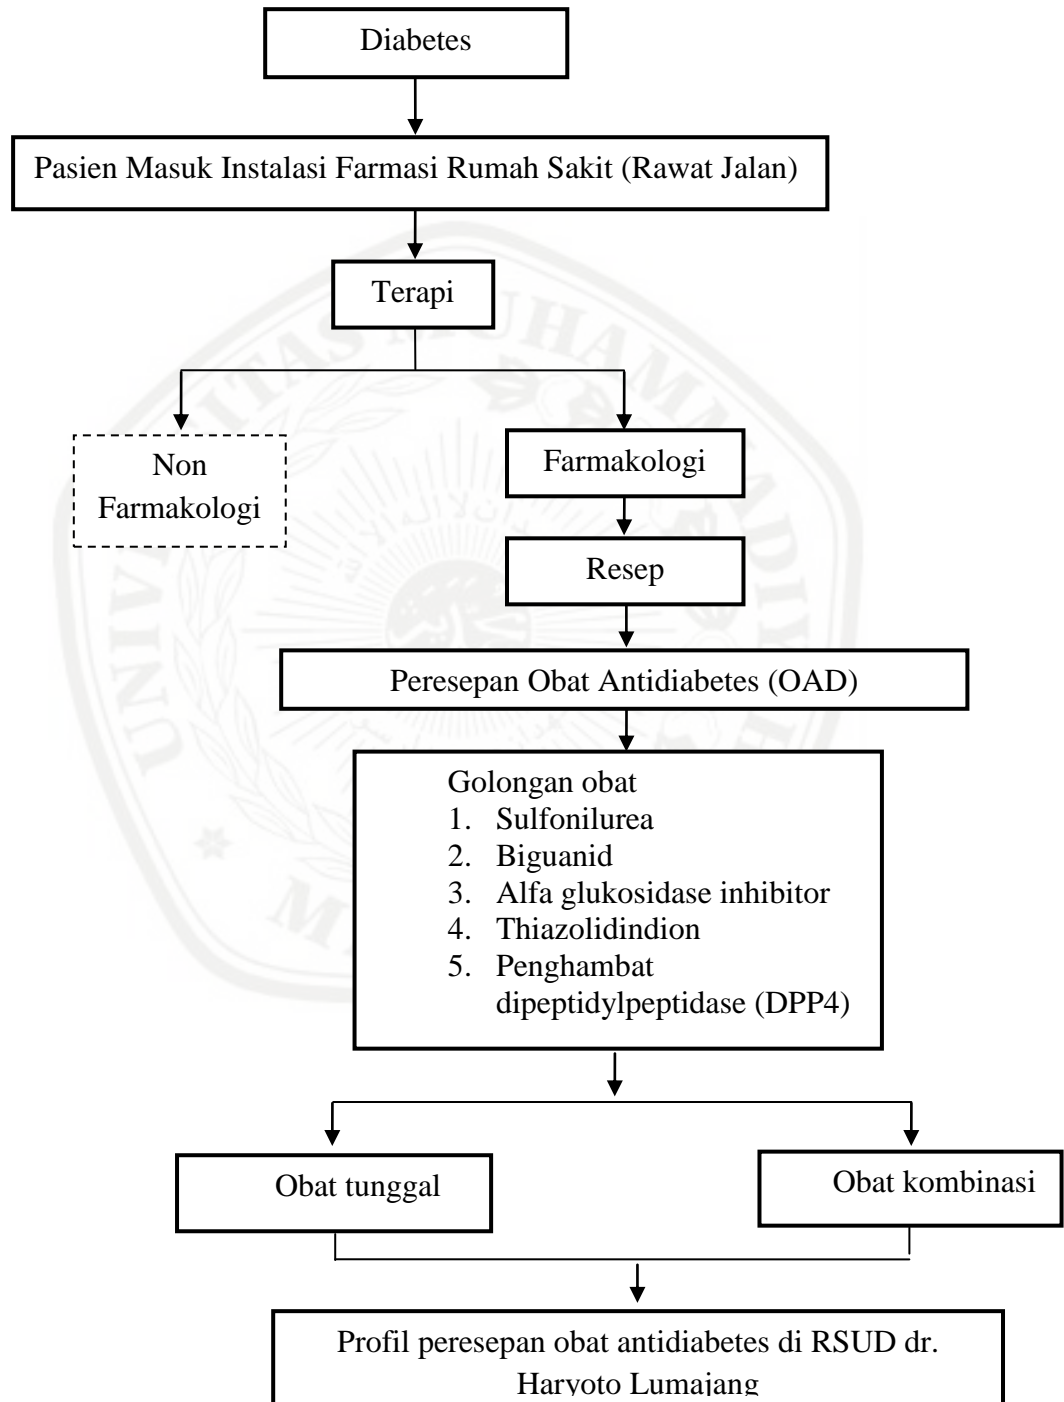 Diabetes
Pasien Masuk Instalasi Farmasi Rumah Sakit (Rawat Jalan)
Terapi
Non
Farmakologi
Farmakologi
Resep
Peresepan Obat Antidiabetes (OAD)
Golongan obat
1. Sulfonilurea
2. Biguanid
3. Alfa glukosidase inhibitor
4. Thiazolidindion
5. Penghambat
dipeptidylpeptidase (DPP4)
Obat tunggal
Obat kombinasi
Profil peresepan obat antidiabetes di RSUD dr.
Haryoto Lumajang